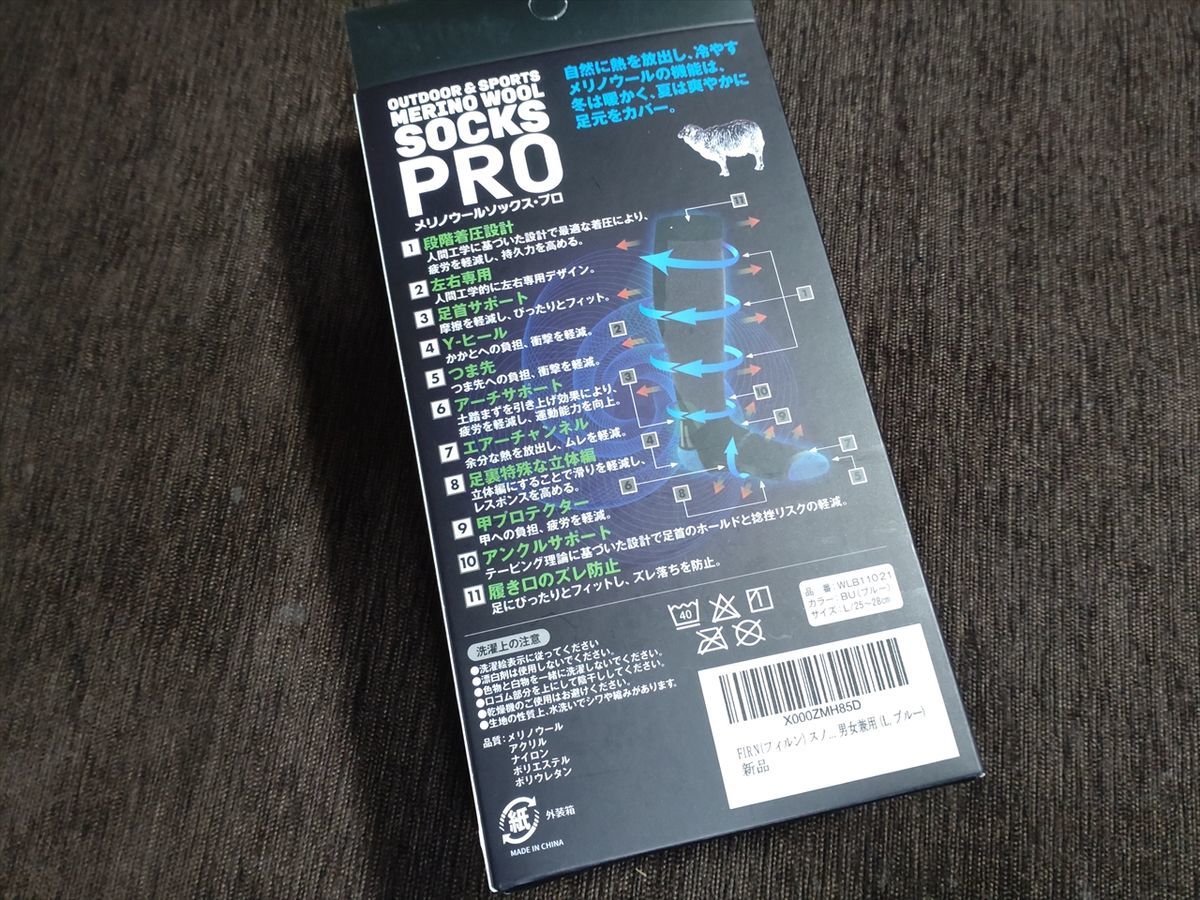 OUTDOOR & SPORTS
MERINO WOOL
SOCKS
PRO
メリノウールソックス・プロ
自然に熱を放出し、冷やす
メリノウールの機能は、
冬は暖かく、夏は爽やかに
足元をカバー。
1 段階着圧設計
人間工学に基づいた設計で最適な着圧により、
疲労を軽減し、持久力を高める。
2 左右専用
人間工学的に左右専用デザイン。
3 足首サポート
摩擦を軽減し、ぴったりとフィット。
4 Y-ヒール
かかとへの負担、衝撃を軽減。
5 つま先
つま先への負担、衝撃を軽減。
6 アーチサポート
土踏まずを引き上げ効果により、
疲労を軽減し、運動能力を向上。
7 エアーチャンネル
余分な熱を放出し、ムレを軽減。
8 足裏特殊な立体編
立体編にすることで滑りを軽減し、
レスポンスを高める。
9 甲プロテクター
甲への負担、疲労を軽減。
10 アンクルサポート
テーピング理論に基づいた設計で足首のホールドと捻挫リスクの軽減。
11 履き口のズレ防止
足にぴったりとフィットし、ズレ落ちを防止。
11
1
2
3
10
9
4
7
5
6
8
洗濯上の注意
●洗濯絵表示に従ってください
●漂白剤は使用しないでください。
●色物と白物を一緒に洗濯しないでください。
●口ゴム部分を上にして陰干ししてください。
●乾燥機のご使用はお避けください。
●生地の性質上、水洗いでシワや縮みがあります。
品質：メリノウール
アクリル
ナイロン
ポリエステル
ポリウレタン
40
品 番：WLB11021
カラー：BU（ブルー）
サイズ：L/25～28cm
X000ZMH85D
FIRN(フィルン) スノ... 男女兼用 (L, ブルー)
新品
紙
外装箱
MADE IN CHINA